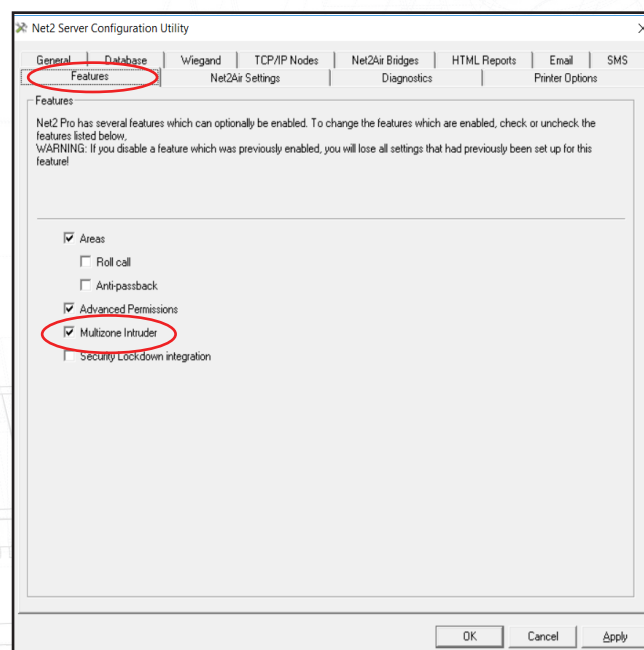 Net2 Server Configuration Utility
General Database Wiegand TCP/IP Nodes Net2Air Bridges HTML Reports Email SMS
Features Net2Air Settings Diagnostics Printer Options
Features
Net2 Pro has several features which can optionally be enabled. To change the features which are enabled, check or uncheck the
features listed below,
WARNING: If you disable a feature which was previously enabled, you will lose all settings that had previously been set up for this
feature!
Areas
Roll call
Anti-passback
Advanced Permissions
Multizone Intruder
Security Lockdown integration
OK Cancel Apply